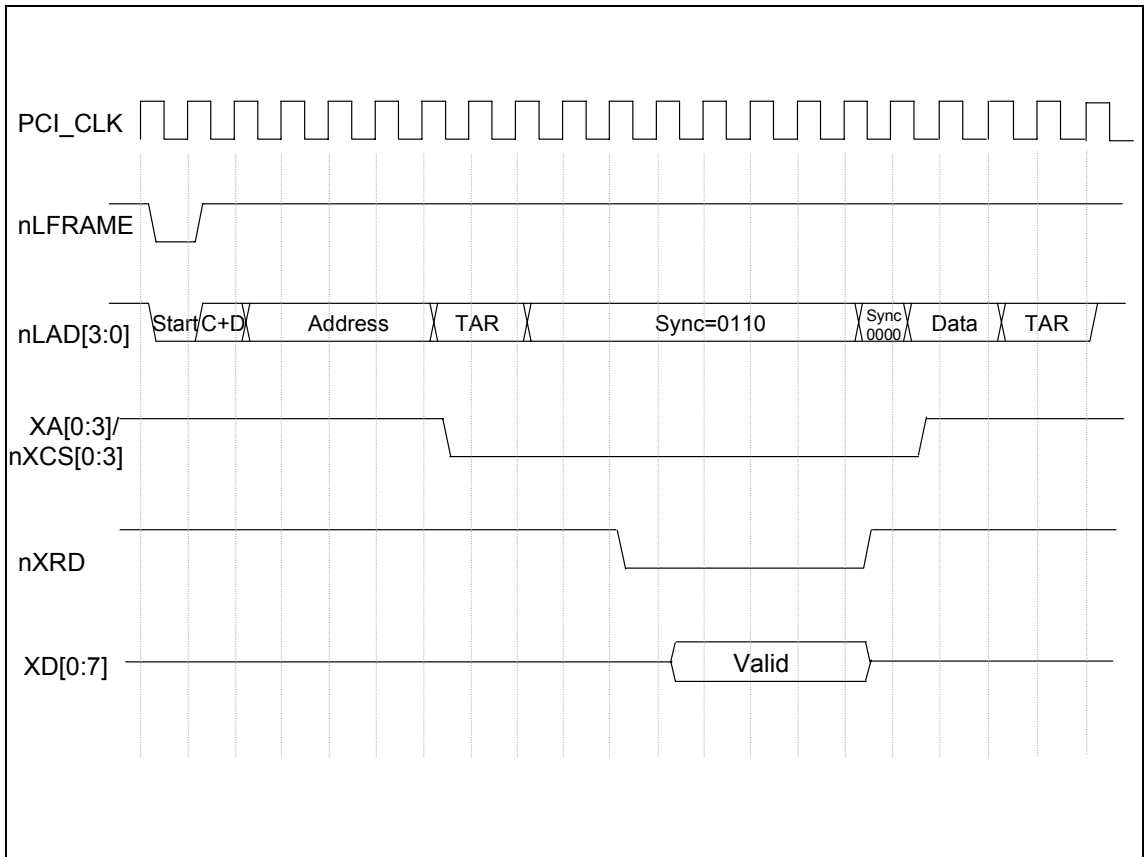 PCI_CLK
nLFRAME
nLAD[3:0]
Start
C+D
Address
TAR
Sync=0110
Sync
0000
Data
TAR
XA[0:3]/
nXCS[0:3]
nXRD
XD[0:7]
Valid